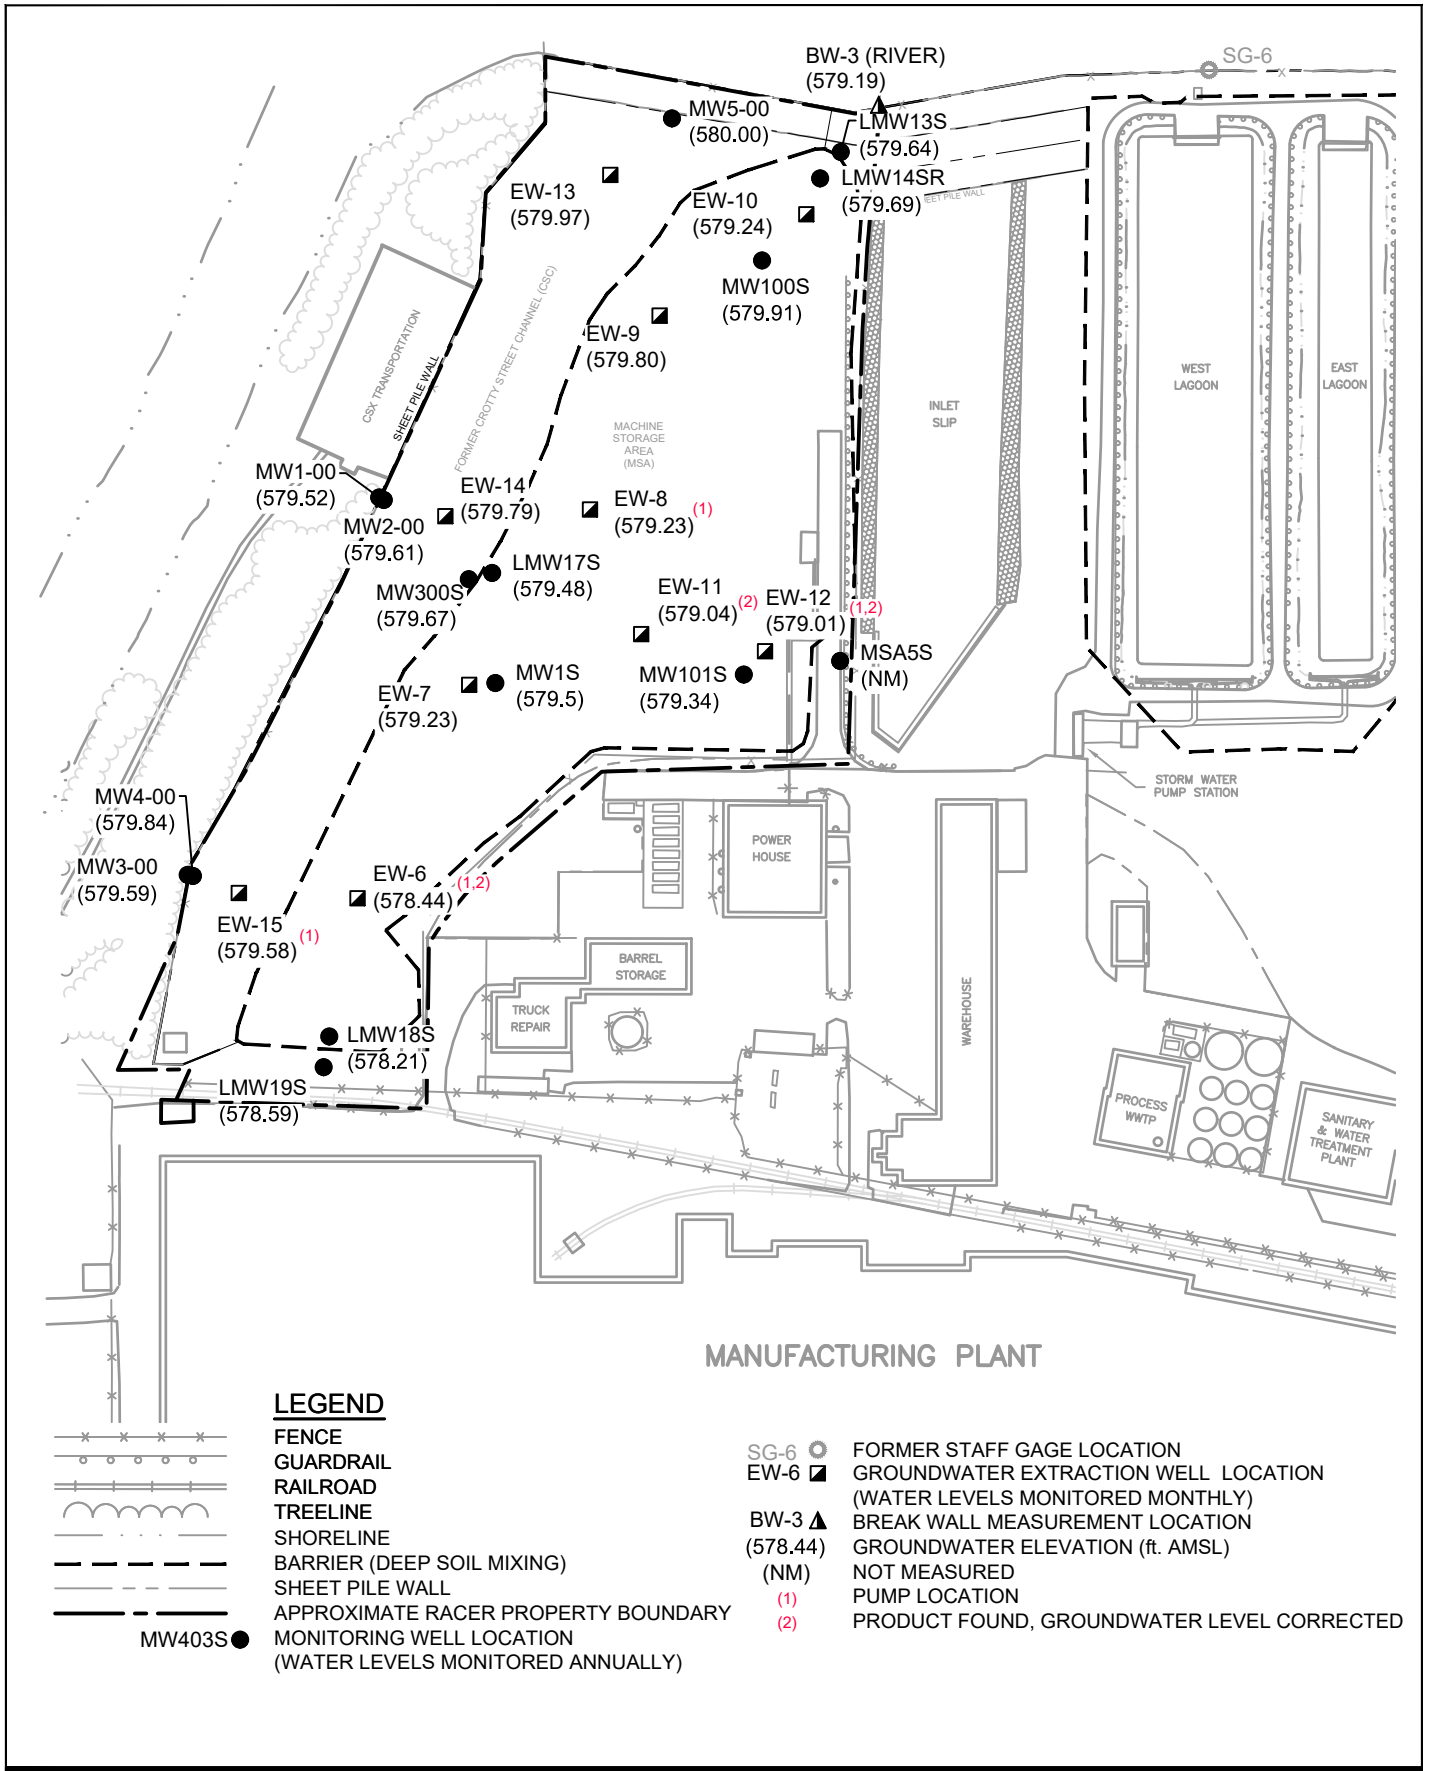 BW-3 (RIVER)
(579.19)
SG-6
MW5-00
(580.00)
LMW13S
(579.64)
EW-13
(579.97)
EW-10
(579.24)
LMW14SR
(579.69)
SHEET PILE WALL
MW100S
(579.91)
EW-9
(579.80)
CSX TRANSPORTATION
SHEET PILE WALL
FORMER CROTTY STREET CHANNEL (CSC)
MACHINE
STORAGE
AREA
(MSA)
INLET
SLIP
WEST
LAGOON
EAST
LAGOON
MW1-00
(579.52)
MW2-00
(579.61)
EW-14
(579.79)
EW-8
(579.23) (1)
LMW17S
(579.48)
MW300S
(579.67)
EW-11
(579.04) (2)
EW-12
(579.01) (1,2)
MW1S
(579.5)
EW-7
(579.23)
MW101S
(579.34)
MSA5S
(NM)
STORM WATER
PUMP STATION
MW4-00
(579.84)
MW3-00
(579.59)
EW-6
(578.44) (1,2)
EW-15
(579.58) (1)
POWER
HOUSE
BARREL
STORAGE
TRUCK
REPAIR
WAREHOUSE
LMW18S
(578.21)
LMW19S
(578.59)
PROCESS
WWTP
SANITARY
& WATER
TREATMENT
PLANT
MANUFACTURING PLANT
LEGEND
FENCE
GUARDRAIL
RAILROAD
TREELINE
SHORELINE
BARRIER (DEEP SOIL MIXING)
SHEET PILE WALL
APPROXIMATE RACER PROPERTY BOUNDARY
MW403S MONITORING WELL LOCATION
(WATER LEVELS MONITORED ANNUALLY)
SG-6 FORMER STAFF GAGE LOCATION
EW-6 GROUNDWATER EXTRACTION WELL LOCATION
(WATER LEVELS MONITORED MONTHLY)
BW-3 BREAK WALL MEASUREMENT LOCATION
(578.44) GROUNDWATER ELEVATION (ft. AMSL)
(NM) NOT MEASURED
(1) PUMP LOCATION
(2) PRODUCT FOUND, GROUNDWATER LEVEL CORRECTED